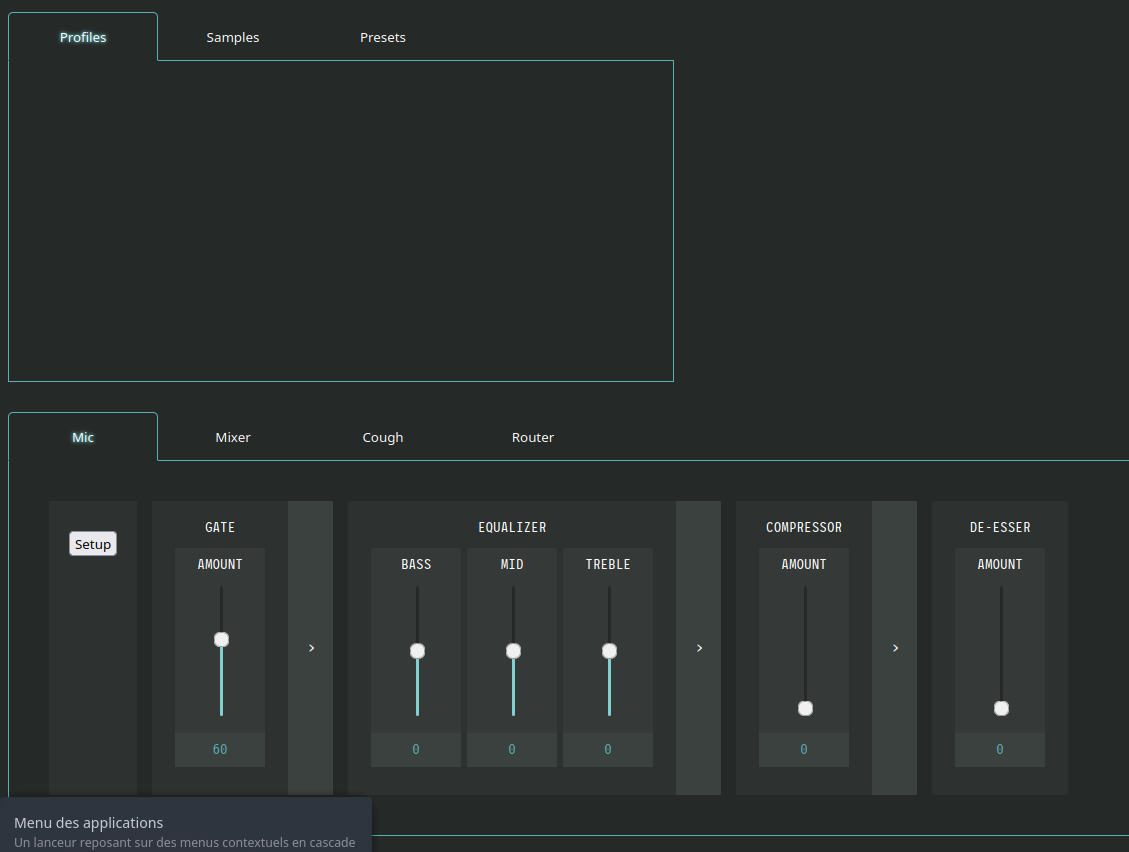 Profiles Samples Presets
Mic Mixer Cough Router
Setup
GATE
AMOUNT
60
EQUALIZER
BASS MID TREBLE
0 0 0
COMPRESSOR
AMOUNT
0
DE-ESSER
AMOUNT
0
Menu des applications
Un lanceur reposant sur des menus contextuels en cascade